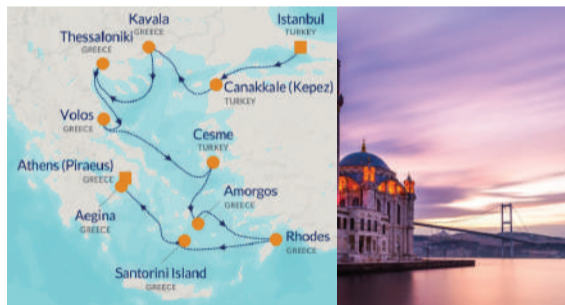 Kavala
GREECE
Istanbul
TURKEY
Thessaloniki
GREECE
Canakkale (Kepez)
TURKEY
Volos
GREECE
Cesme
TURKEY
Athens (Piraeus)
GREECE
Amorgos
GREECE
Aegina
GREECE
Rhodes
GREECE
Santorini Island
GREECE